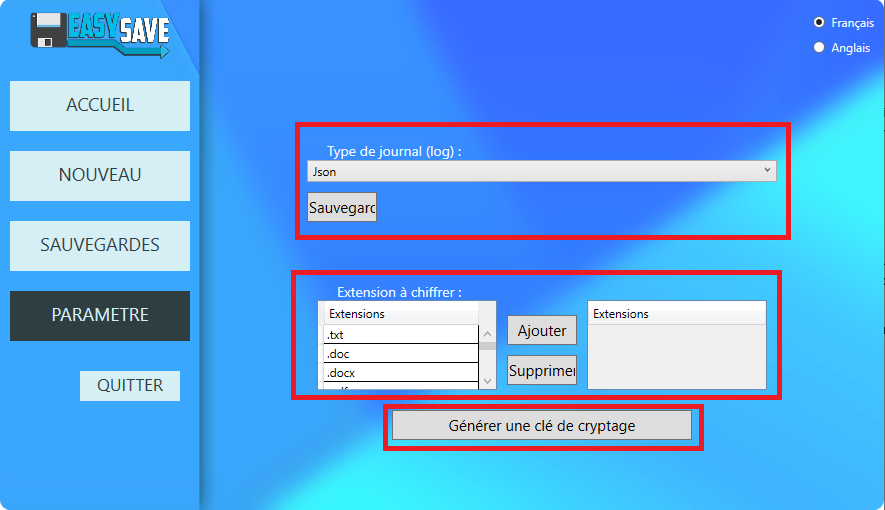 EASY
SAVE
Français
Anglais
ACCUEIL
NOUVEAU
SAUVEGARDES
PARAMETRE
QUITTER
Type de journal (log) :
Json
Sauvegard
Extension à chiffrer :
Extensions
.txt
.doc
.docx
Ajouter
Supprimer
Extensions
Générer une clé de cryptage